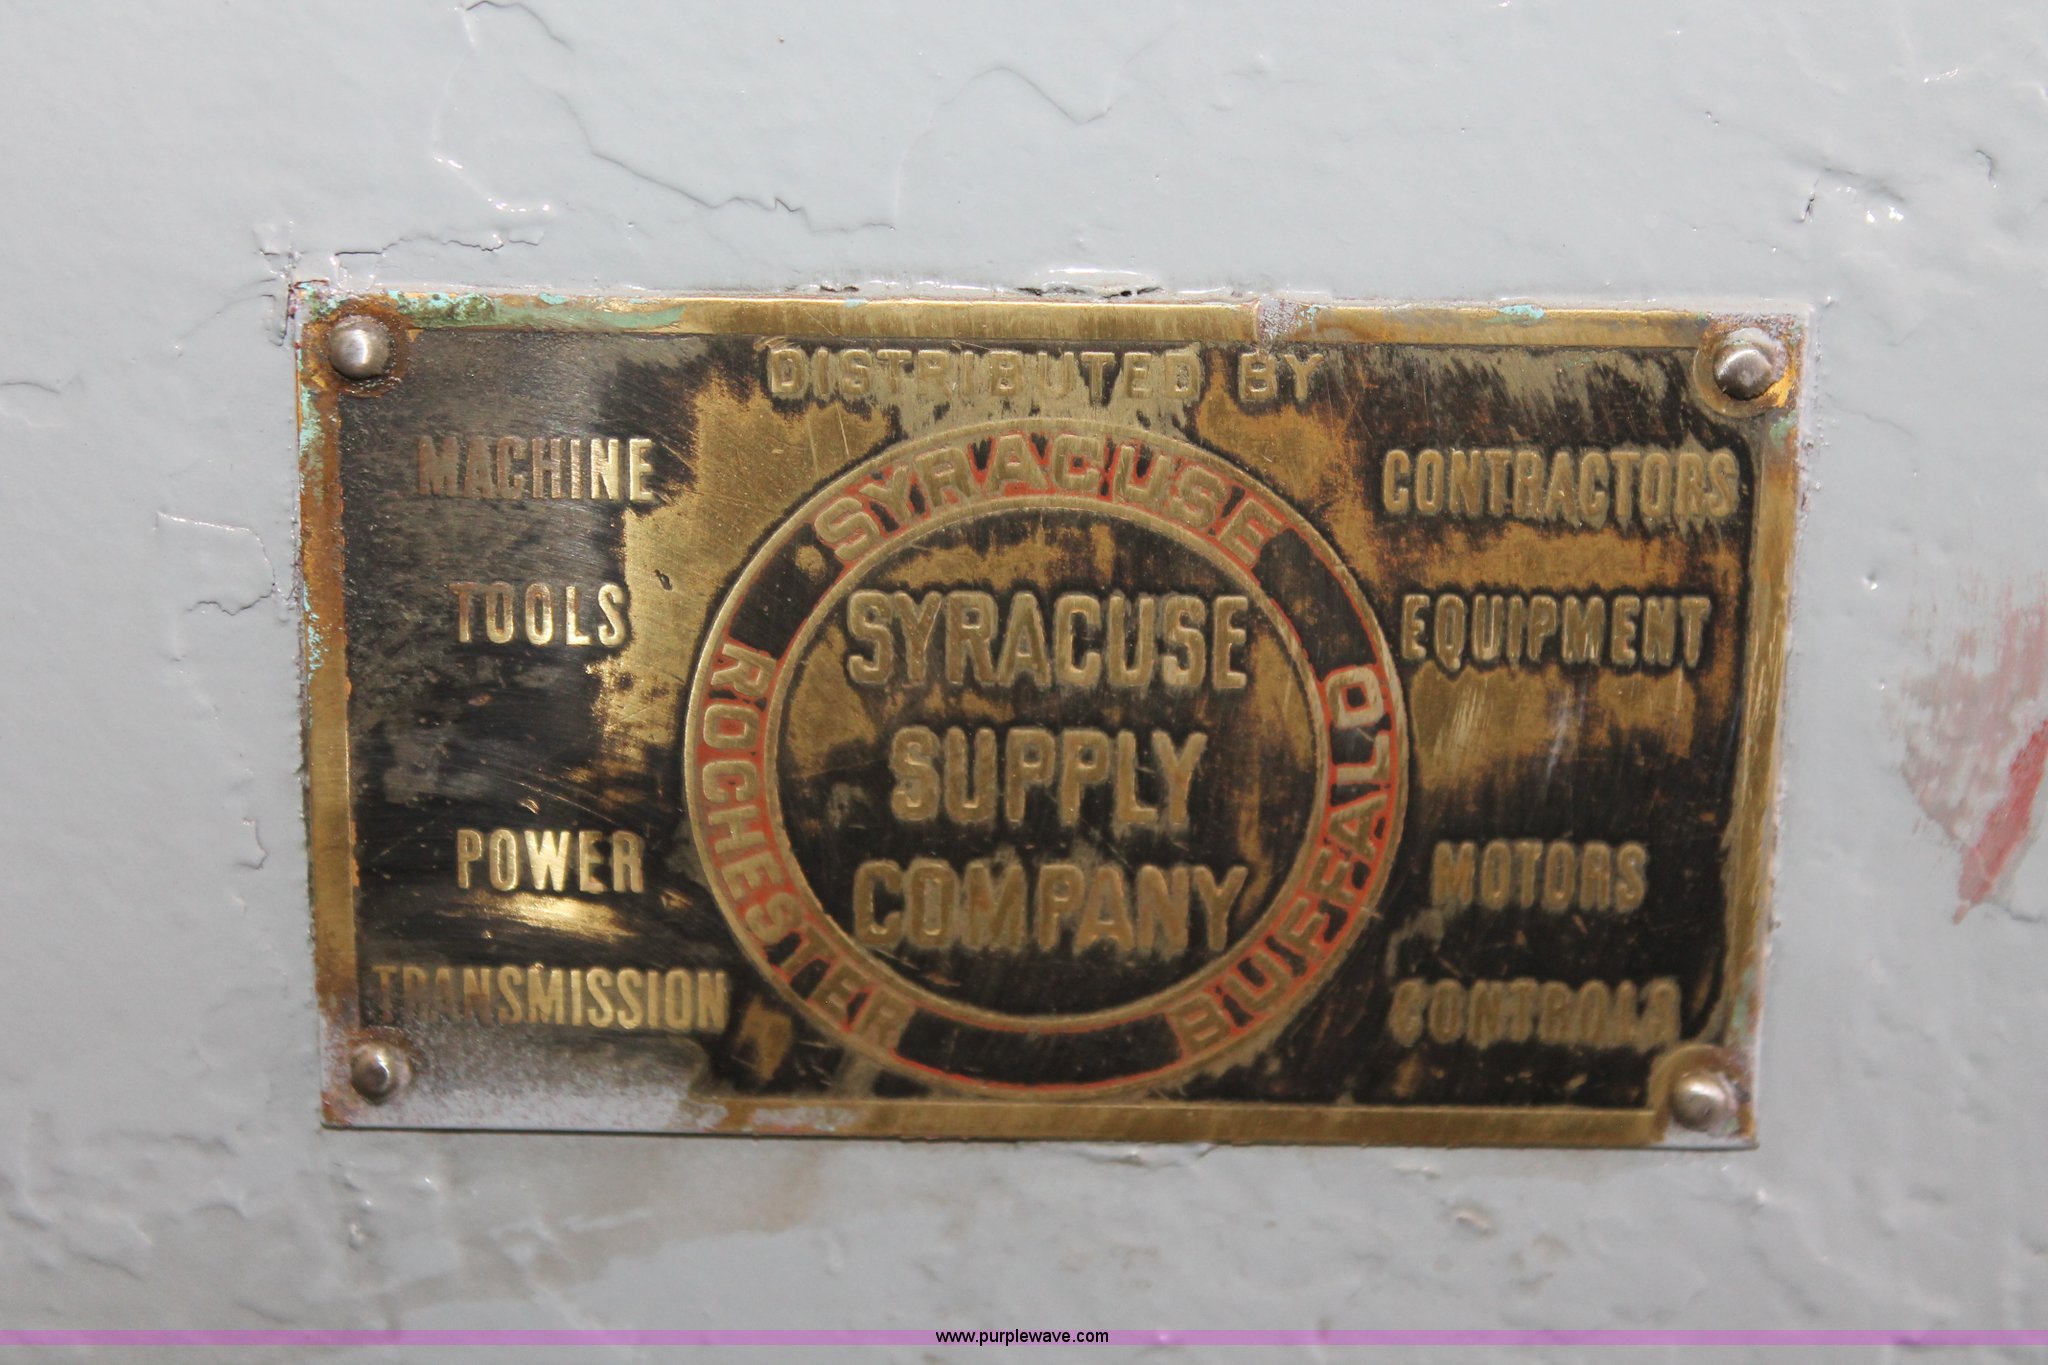 DISTRIBUTED BY
MACHINE
TOOLS
POWER
TRANSMISSION
SYRACUSE
ROCHESTER
BUFFALO
SYRACUSE
SUPPLY
COMPANY
CONTRACTORS
EQUIPMENT
MOTORS
CONTROLS
www.purplewave.com